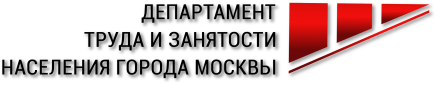 ДЕПАРТАМЕНТ
ТРУДА И ЗАНЯТОСТИ
НАСЕЛЕНИЯ ГОРОДА МОСКВЫ